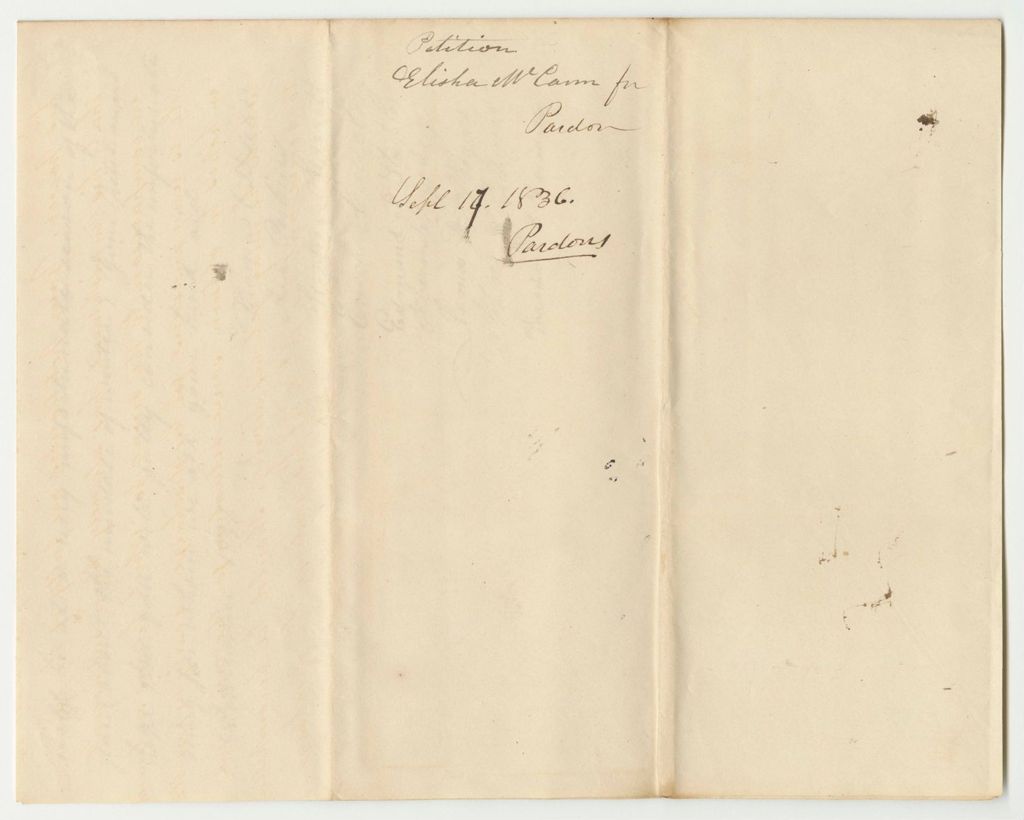 Petition
Elisha McCann for
Pardon
Sept 17. 1836.
Pardons